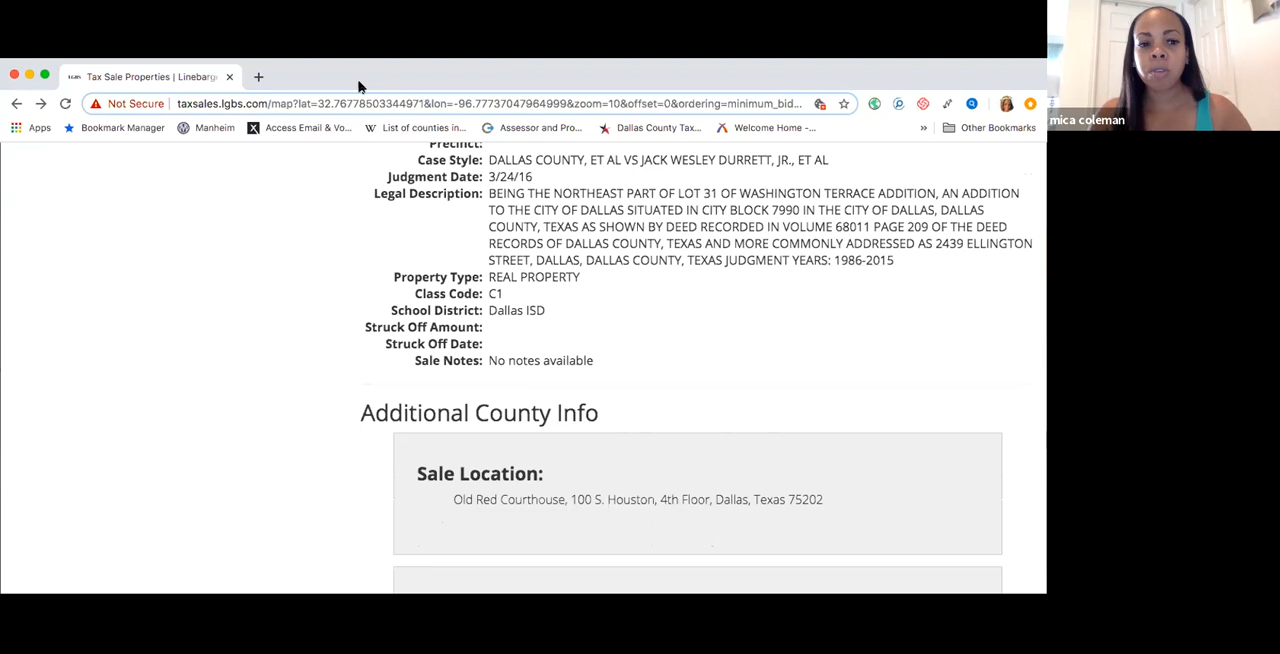 Tax Sale Properties | Linebarg
Not Secure
taxsales.lgbs.com/map?lat=32.76778503344971&lon=-96.77737047964999&zoom=10&offset=0&ordering=minimum_bid...
Apps
Bookmark Manager
Manheim
Access Email & Vo...
List of counties in...
Assessor and Pro...
Dallas County Tax...
Welcome Home -...
»
Other Bookmarks
mica coleman
Precinct:
Case Style: DALLAS COUNTY, ET AL VS JACK WESLEY DURRETT, JR., ET AL
Judgment Date: 3/24/16
Legal Description: BEING THE NORTHEAST PART OF LOT 31 OF WASHINGTON TERRACE ADDITION, AN ADDITION
TO THE CITY OF DALLAS SITUATED IN CITY BLOCK 7990 IN THE CITY OF DALLAS, DALLAS
COUNTY, TEXAS AS SHOWN BY DEED RECORDED IN VOLUME 68011 PAGE 209 OF THE DEED
RECORDS OF DALLAS COUNTY, TEXAS AND MORE COMMONLY ADDRESSED AS 2439 ELLINGTON
STREET, DALLAS, DALLAS COUNTY, TEXAS JUDGMENT YEARS: 1986-2015
Property Type: REAL PROPERTY
Class Code: C1
School District: Dallas ISD
Struck Off Amount:
Struck Off Date:
Sale Notes: No notes available
Additional County Info
Sale Location:
Old Red Courthouse, 100 S. Houston, 4th Floor, Dallas, Texas 75202